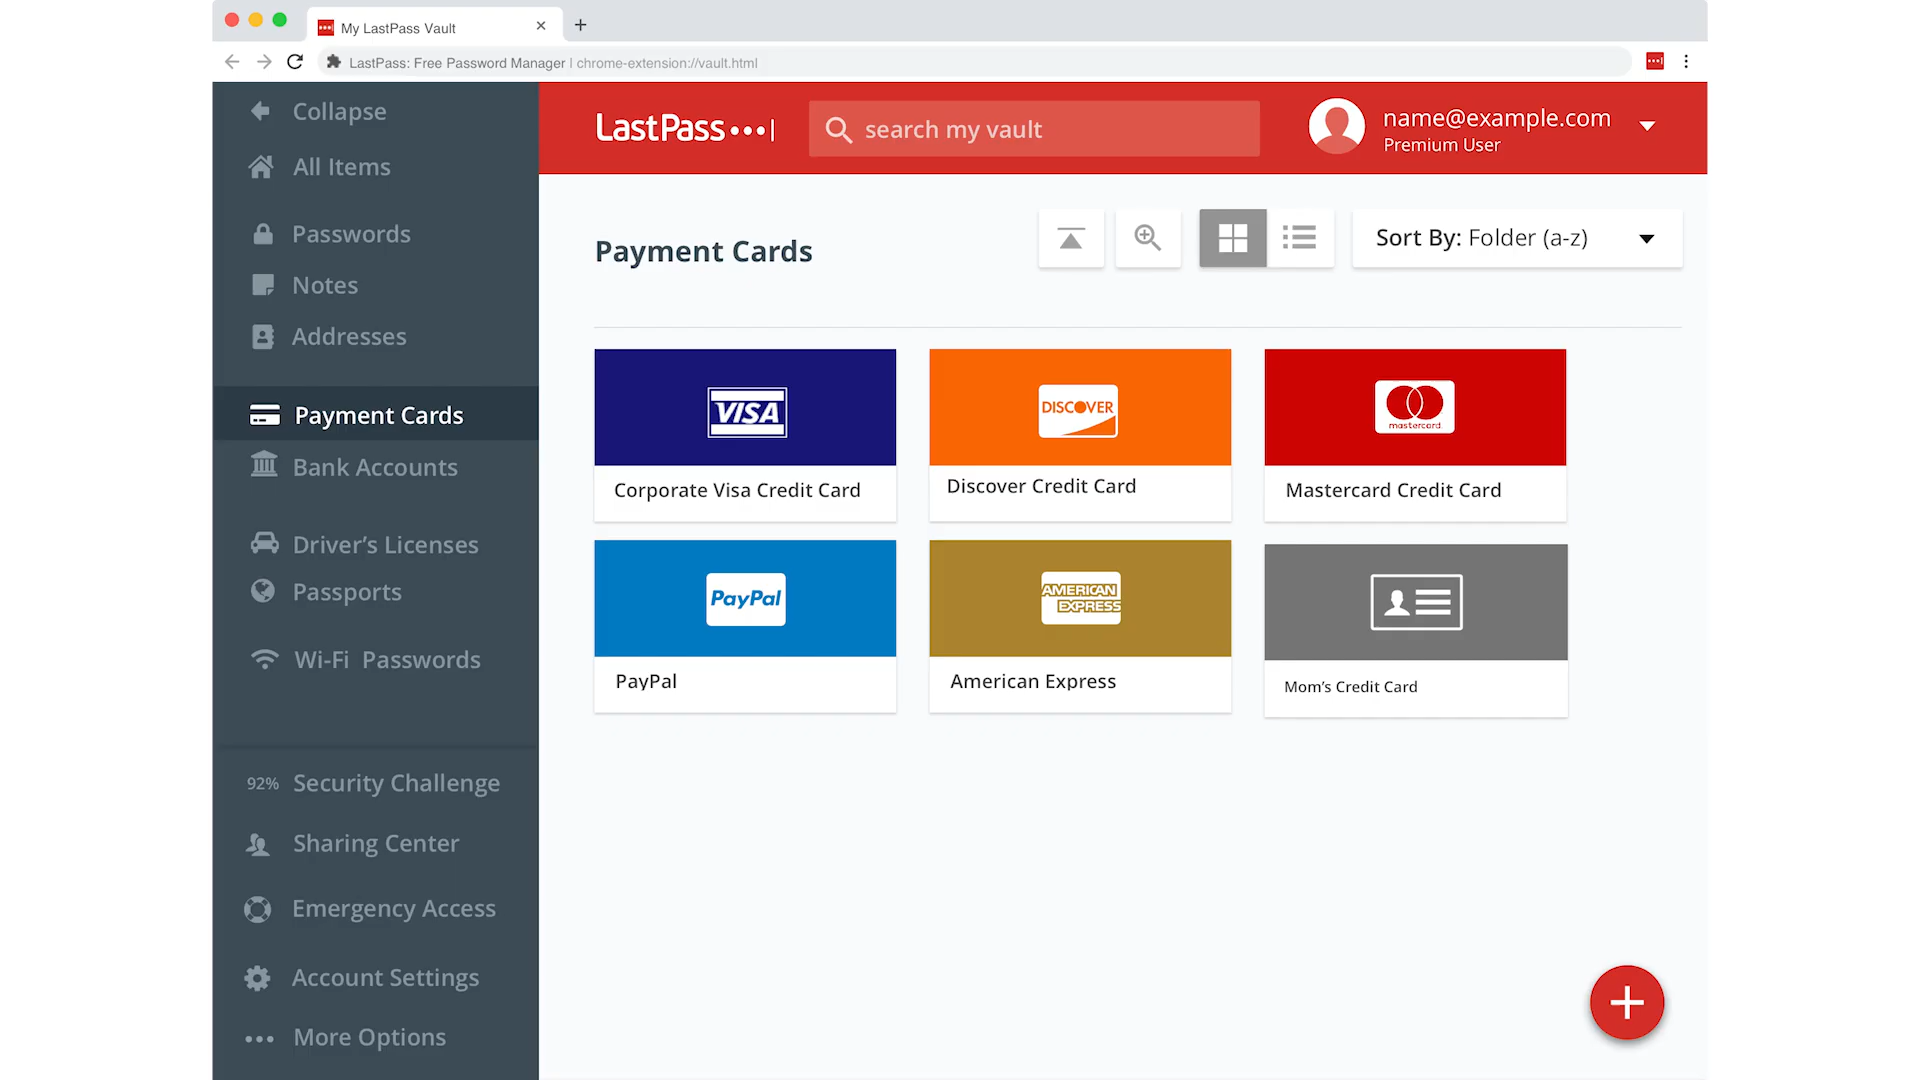 My LastPass Vault
LastPass: Free Password Manager | chrome-extension://vault.html
Collapse
All Items
Passwords
Notes
Addresses
Payment Cards
Bank Accounts
Driver’s Licenses
Passports
Wi-Fi Passwords
92% Security Challenge
Sharing Center
Emergency Access
Account Settings
More Options
LastPass
search my vault
name@example.com
Premium User
Payment Cards
Sort By: Folder (a-z)
VISA
Corporate Visa Credit Card
DISCOVER
Discover Credit Card
mastercard
Mastercard Credit Card
PayPal
PayPal
AMERICAN
EXPRESS
American Express
Mom’s Credit Card